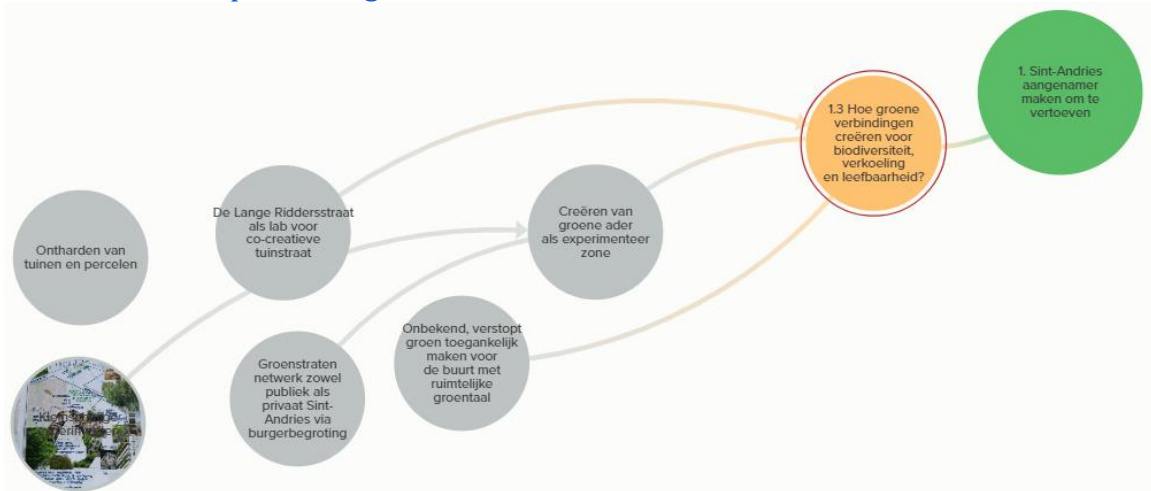 1. Sint-Andries
aangenamer
maken om te
vertoeven
1.3 Hoe groene
verbindingen
creëren voor
biodiversiteit,
verkoeling
en leefbaarheid?
De Lange Riddersstraat
als lab voor
co-creatieve
tuinstraat
Creëren van
groene ader
als experimenteer
zone
Ontharden van
tuinen en percelen
Onbekend, verstopt
groen toegankelijk
maken voor
de buurt met
ruimtelijke
groentaal
Groenstraten
netwerk zowel
publiek als
privaat Sint-
Andries via
burgerbegroting